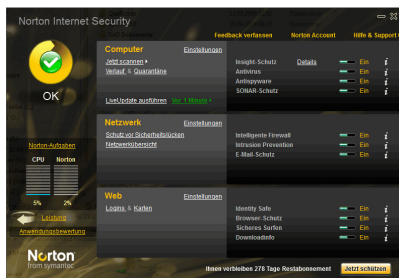 Norton Internet Security
Feedback verfassen Norton Account Hilfe & Support
OK
Norton-Aufgaben
CPU Norton
5% 2%
Leistung
Anwendungsbewertung
Norton
from symantec
Computer Einstellungen
Jetzt scannen
Verlauf & Quarantäne
LiveUpdate ausführen Vor 1 Minute
Insight-Schutz Details Ein i
Antivirus Ein i
Antispyware Ein i
SONAR-Schutz Ein i
Netzwerk Einstellungen
Schutz vor Sicherheitslücken
Netzwerkübersicht
Intelligente Firewall Ein i
Intrusion Prevention Ein i
E-Mail-Schutz Ein i
Web Einstellungen
Logins & Karten
Identity Safe Ein i
Browser-Schutz Ein i
Sicheres Surfen Ein i
Downloadinfo Ein i
Ihnen verbleiben 278 Tage Restabonnement Jetzt schützen